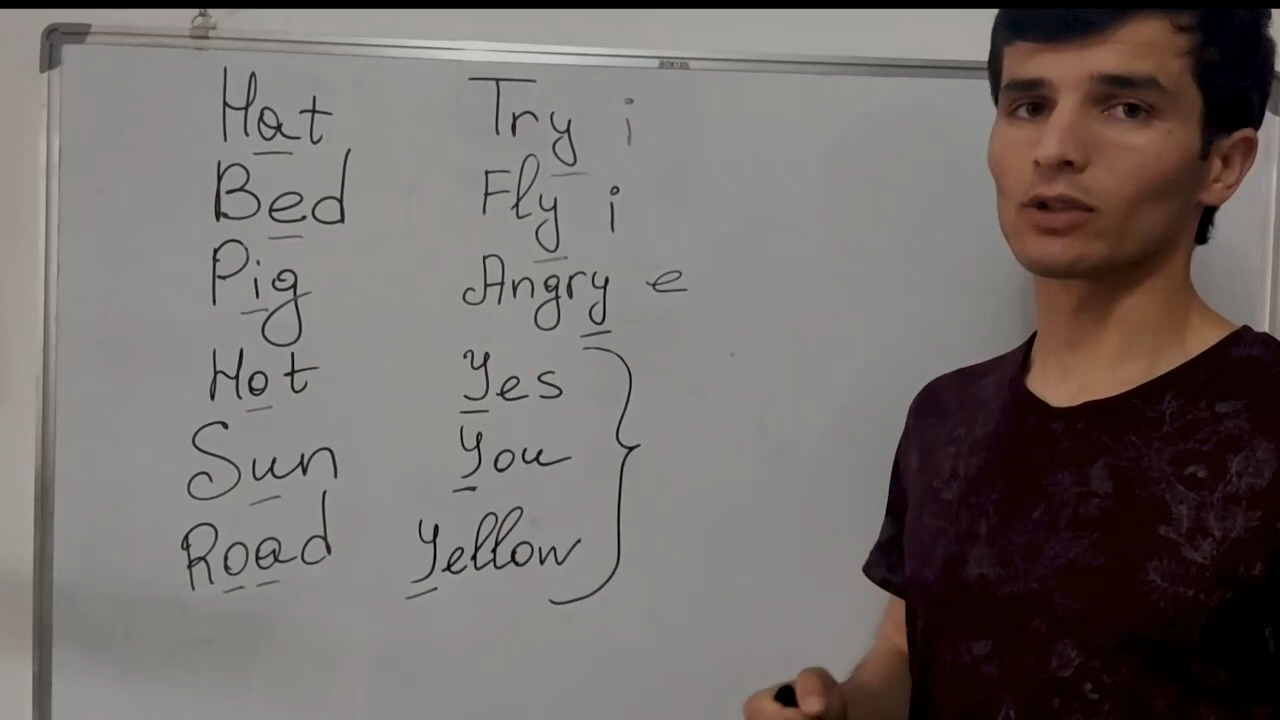 Hat Try i
Bed Fly i
Pig Angry e
Hot Yes
Sun You
Road Yellow